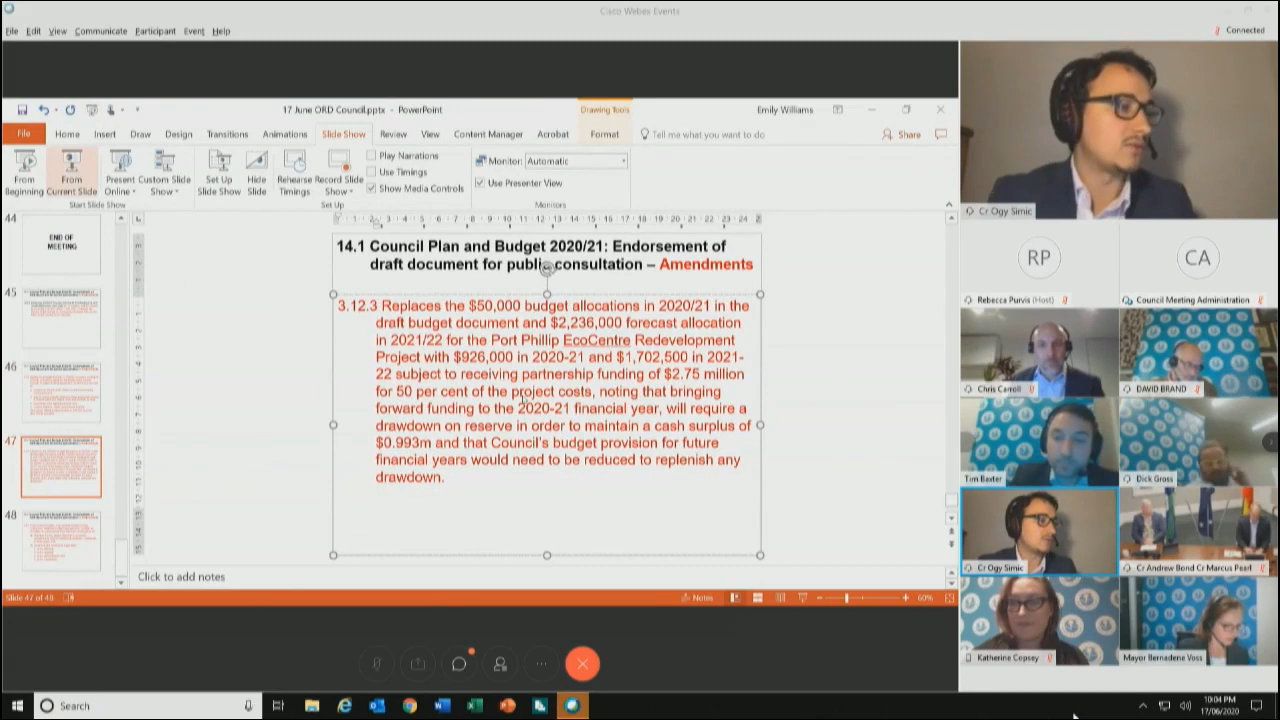 Cisco Webex Events
File Edit View Communicate Participant Event Help
Connected
17 June ORD Council.pptx - PowerPoint
Drawing Tools
Emily Williams
File Home Insert Draw Design Transitions Animations Slide Show Review View Content Manager Acrobat Format Tell me what you want to do
Share
From Beginning
From Current Slide
Present Online
Custom Slide Show
Start Slide Show
Set Up Slide Show
Hide Slide
Rehearse Timings
Record Slide Show
Play Narrations
Use Timings
Show Media Controls
Set Up
Monitor: Automatic
Use Presenter View
Monitors
44
END OF
MEETING
45
46
47
48
14.1 Council Plan and Budget 2020/21: Endorsement of
draft document for public consultation – Amendments
3.12.3 Replaces the $50,000 budget allocations in 2020/21 in the
draft budget document and $2,236,000 forecast allocation
in 2021/22 for the Port Phillip EcoCentre Redevelopment
Project with $926,000 in 2020-21 and $1,702,500 in 2021-
22 subject to receiving partnership funding of $2.75 million
for 50 per cent of the project costs, noting that bringing
forward funding to the 2020-21 financial year, will require a
drawdown on reserve in order to maintain a cash surplus of
$0.993m and that Council's budget provision for future
financial years would need to be reduced to replenish any
drawdown.
Click to add notes
Slide 47 of 48
Notes
60%
Cr Ogy Simic
RP
CA
Rebecca Purvis (Host)
Council Meeting Administration
Chris Carroll
DAVID BRAND
Tim Baxter
Dick Gross
Cr Ogy Simic
Cr Andrew Bond Cr Marcus Pearl
Katherine Copsey
Mayor Bernadene Voss
Search
10:04 PM
17/06/2020